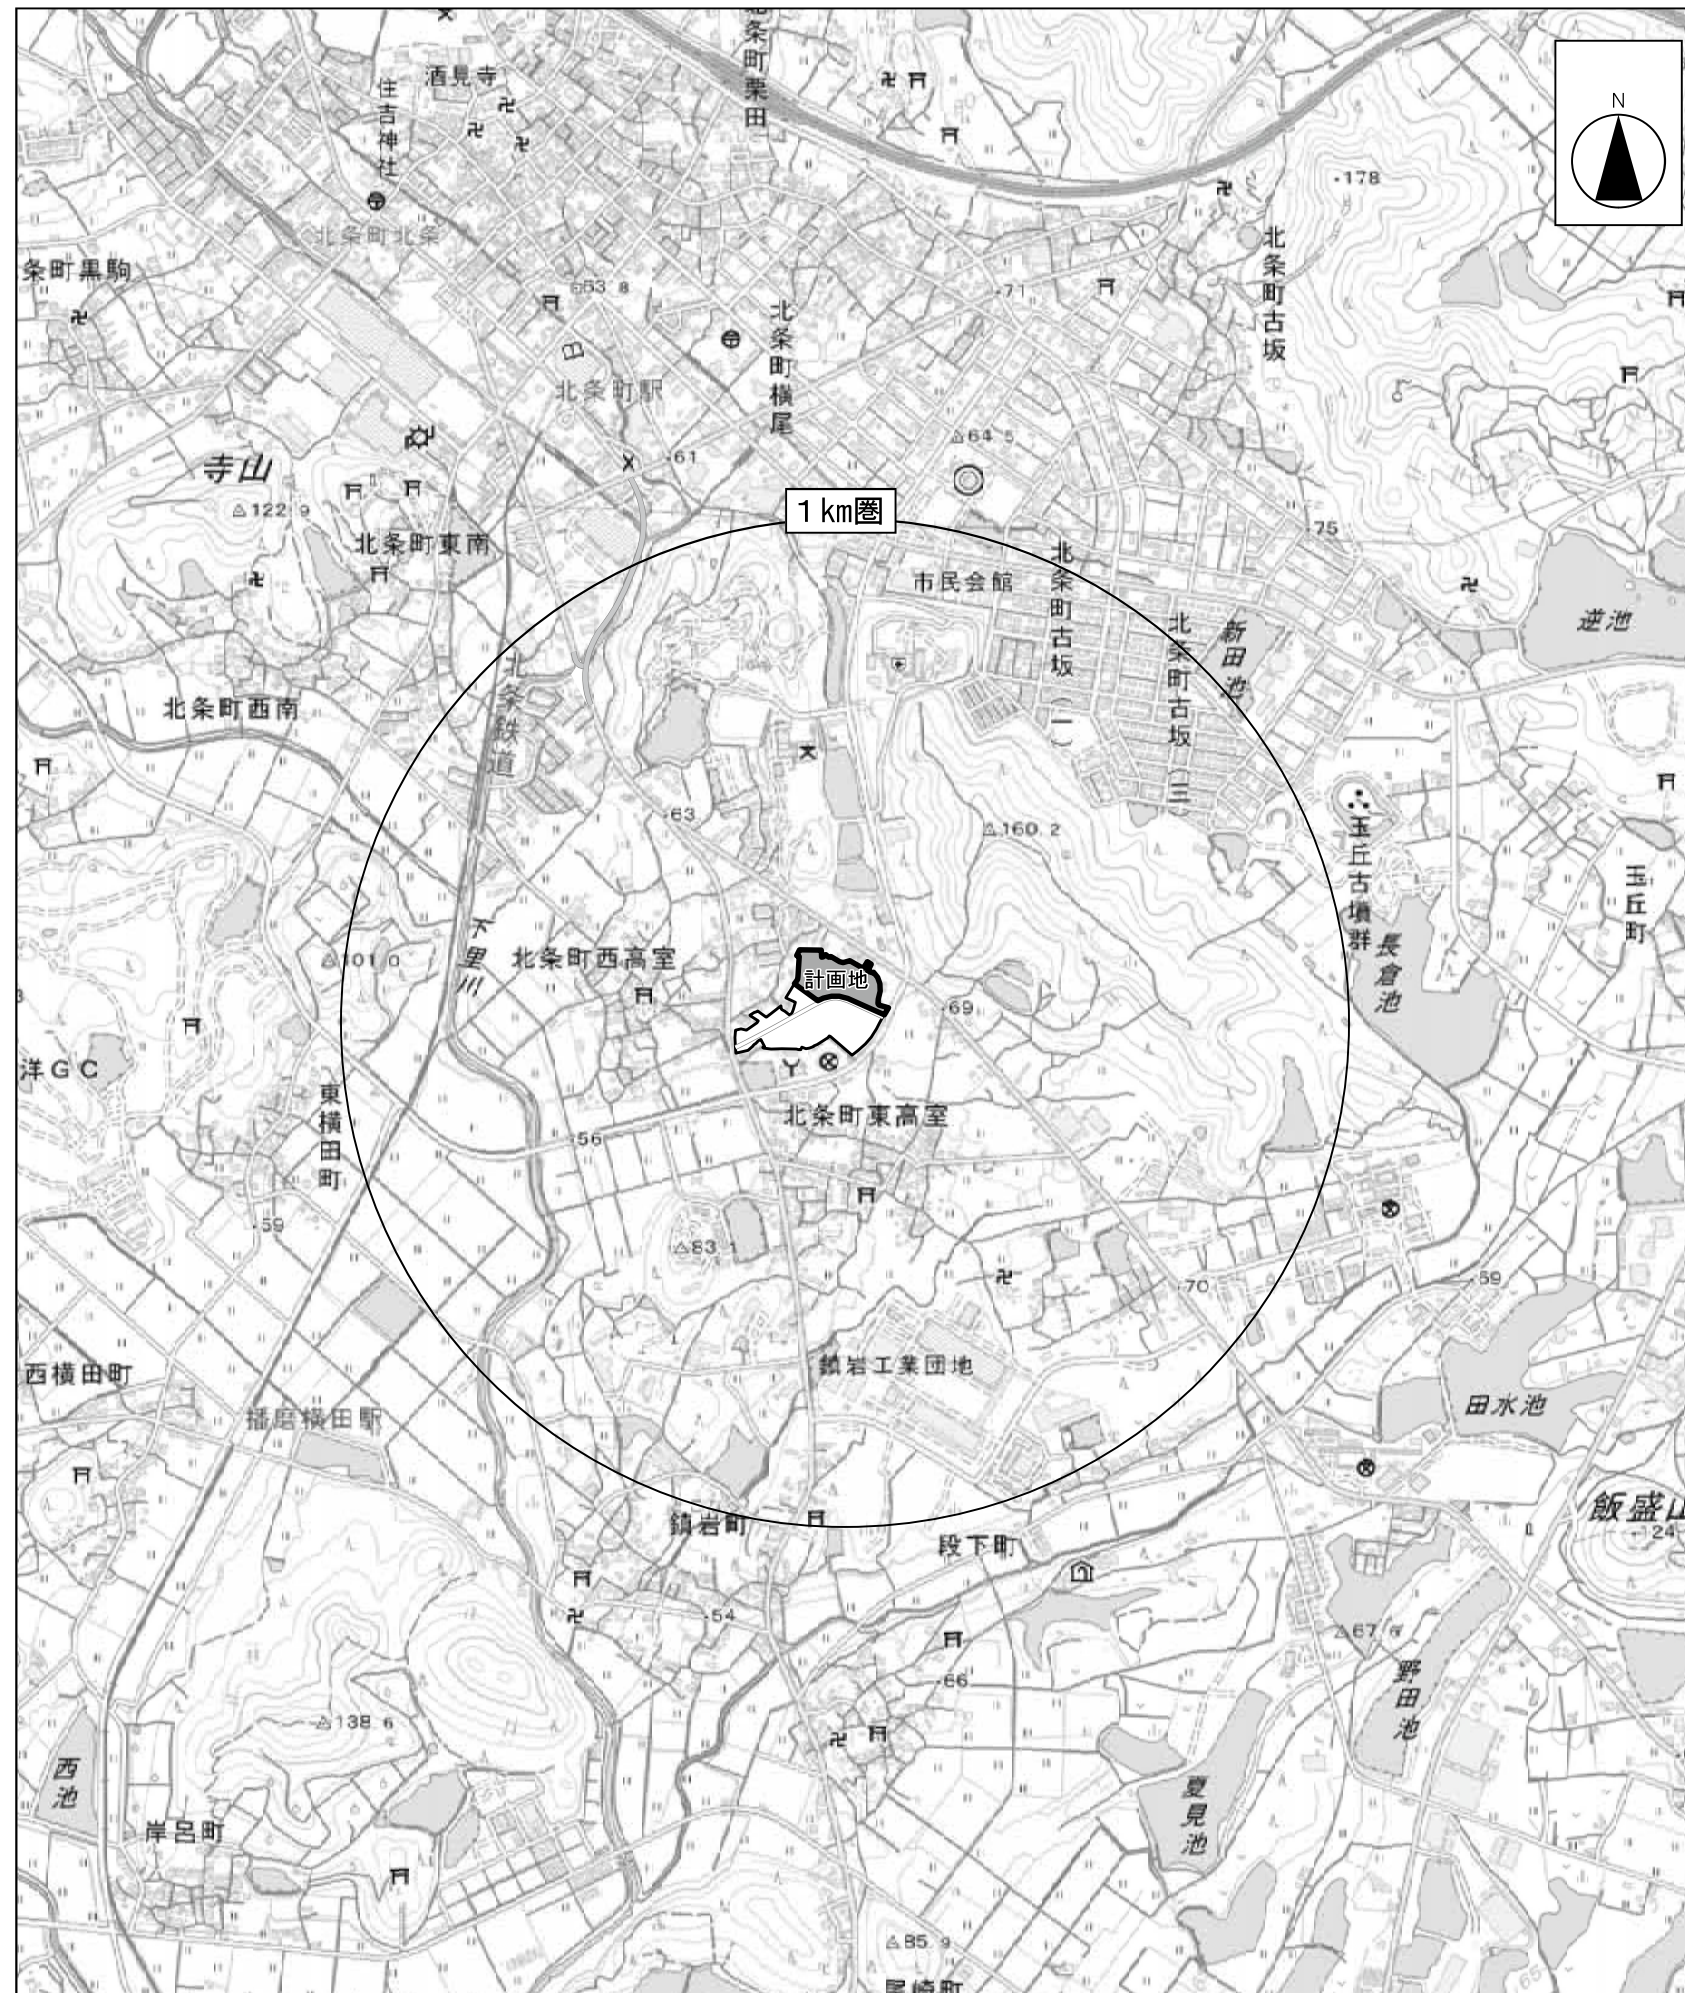 北条町栗田
酒見寺
住吉神社
N
178
北条町北条
条町黒駒
北条町古坂
63.8
71
北条町横尾
北条町駅
64.5
61
寺山
122.9
1km圏
75
北条町東南
市民会館
北条町古坂(一)
北条町古坂(三)
新田池
逆池
北条鉄道
北条町西南
63
160.2
玉丘古墳群
玉丘町
下里川
101.0
北条町西高室
計画地
長倉池
69
洋GC
東横田町
56
北条町東高室
59
83.1
70
59
鎮岩工業団地
西横田町
播磨横田駅
田水池
鎮岩町
段下町
飯盛山
124
54
67.6
66
野田池
138.6
西池
夏見池
岸呂町
85.9
尾崎町
65